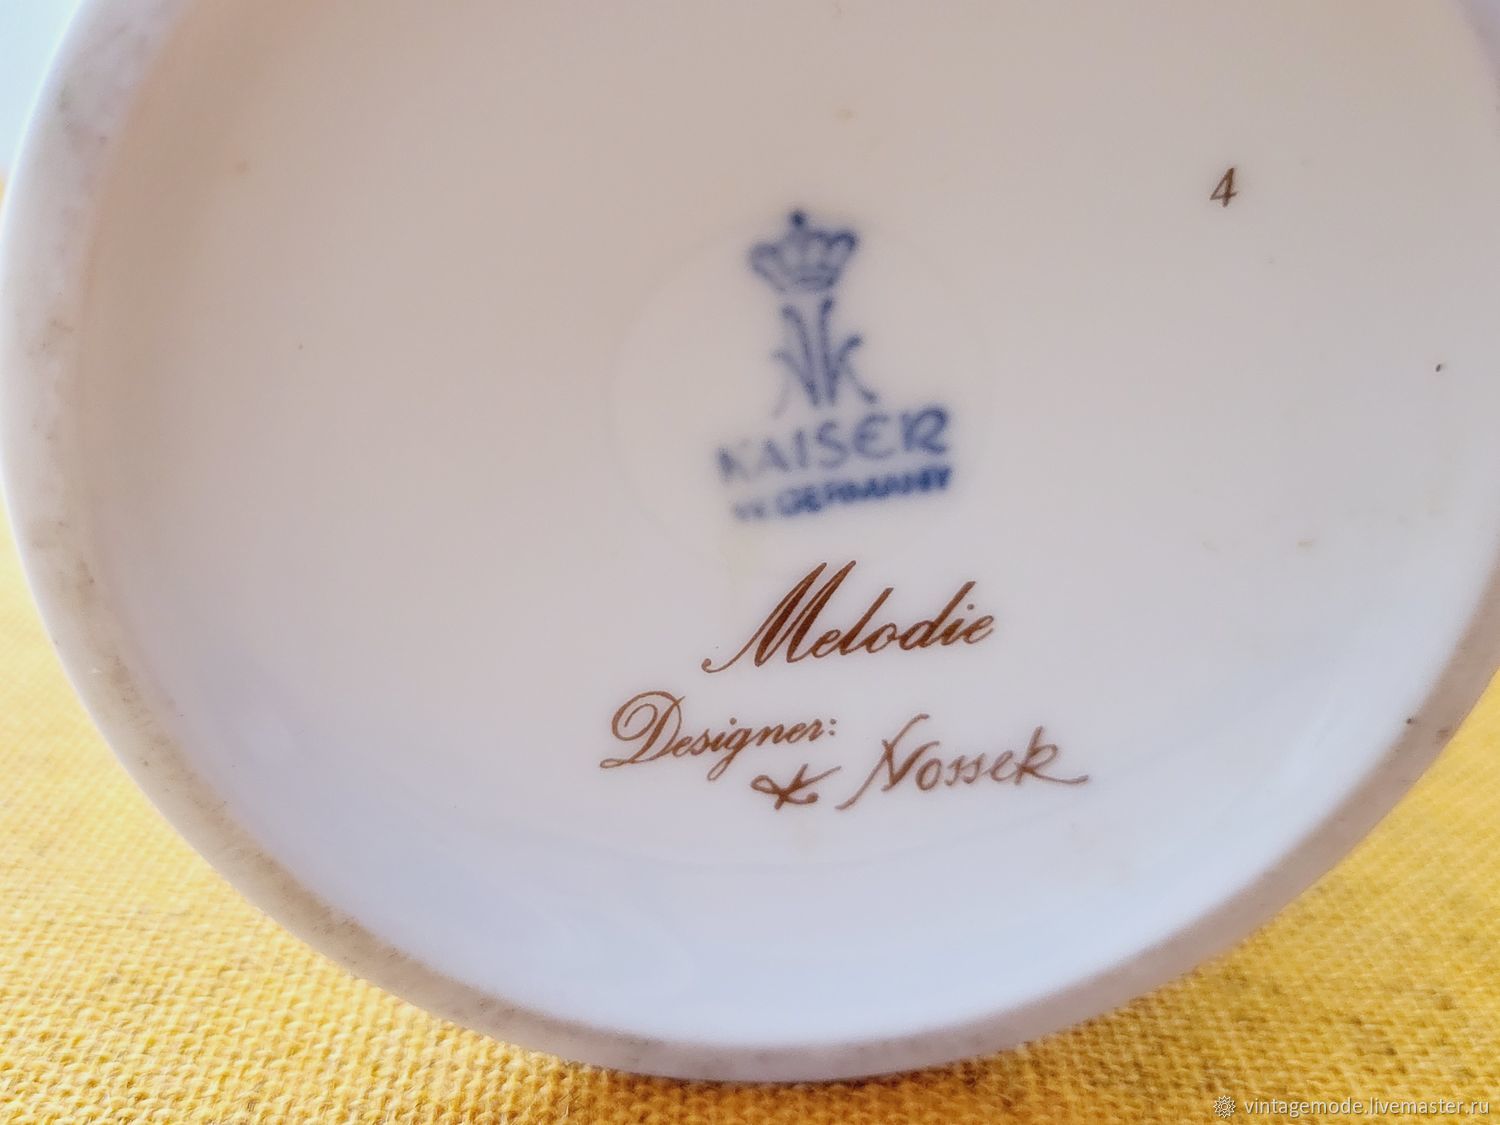 4
KAISER
W. GERMANY
Melodie
Designer:
K Nossek
vintagemode.livemaster.ru